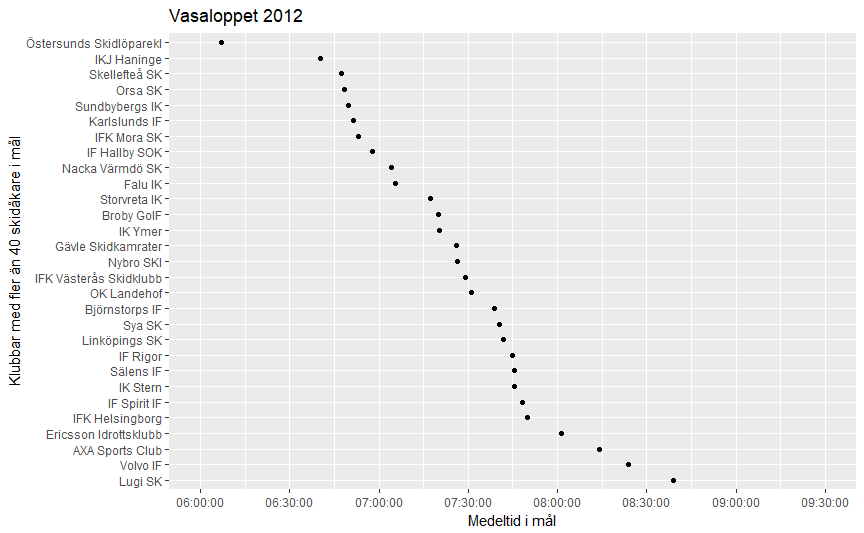 Vasaloppet 2012
Klubbar med fler än 40 skidåkare i mål
Östersunds Skidlöparekl
IKJ Haninge
Skellefteå SK
Orsa SK
Sundbybergs IK
Karlslunds IF
IFK Mora SK
IF Hallby SOK
Nacka Värmdö SK
Falu IK
Storvreta IK
Broby GoIF
IK Ymer
Gävle Skidkamrater
Nybro SKI
IFK Västerås Skidklubb
OK Landehof
Björnstorps IF
Sya SK
Linköpings SK
IF Rigor
Sälens IF
IK Stern
IF Spirit IF
IFK Helsingborg
Ericsson Idrottsklubb
AXA Sports Club
Volvo IF
Lugi SK
06:00:00 06:30:00 07:00:00 07:30:00 08:00:00 08:30:00 09:00:00 09:30:00
Medeltid i mål